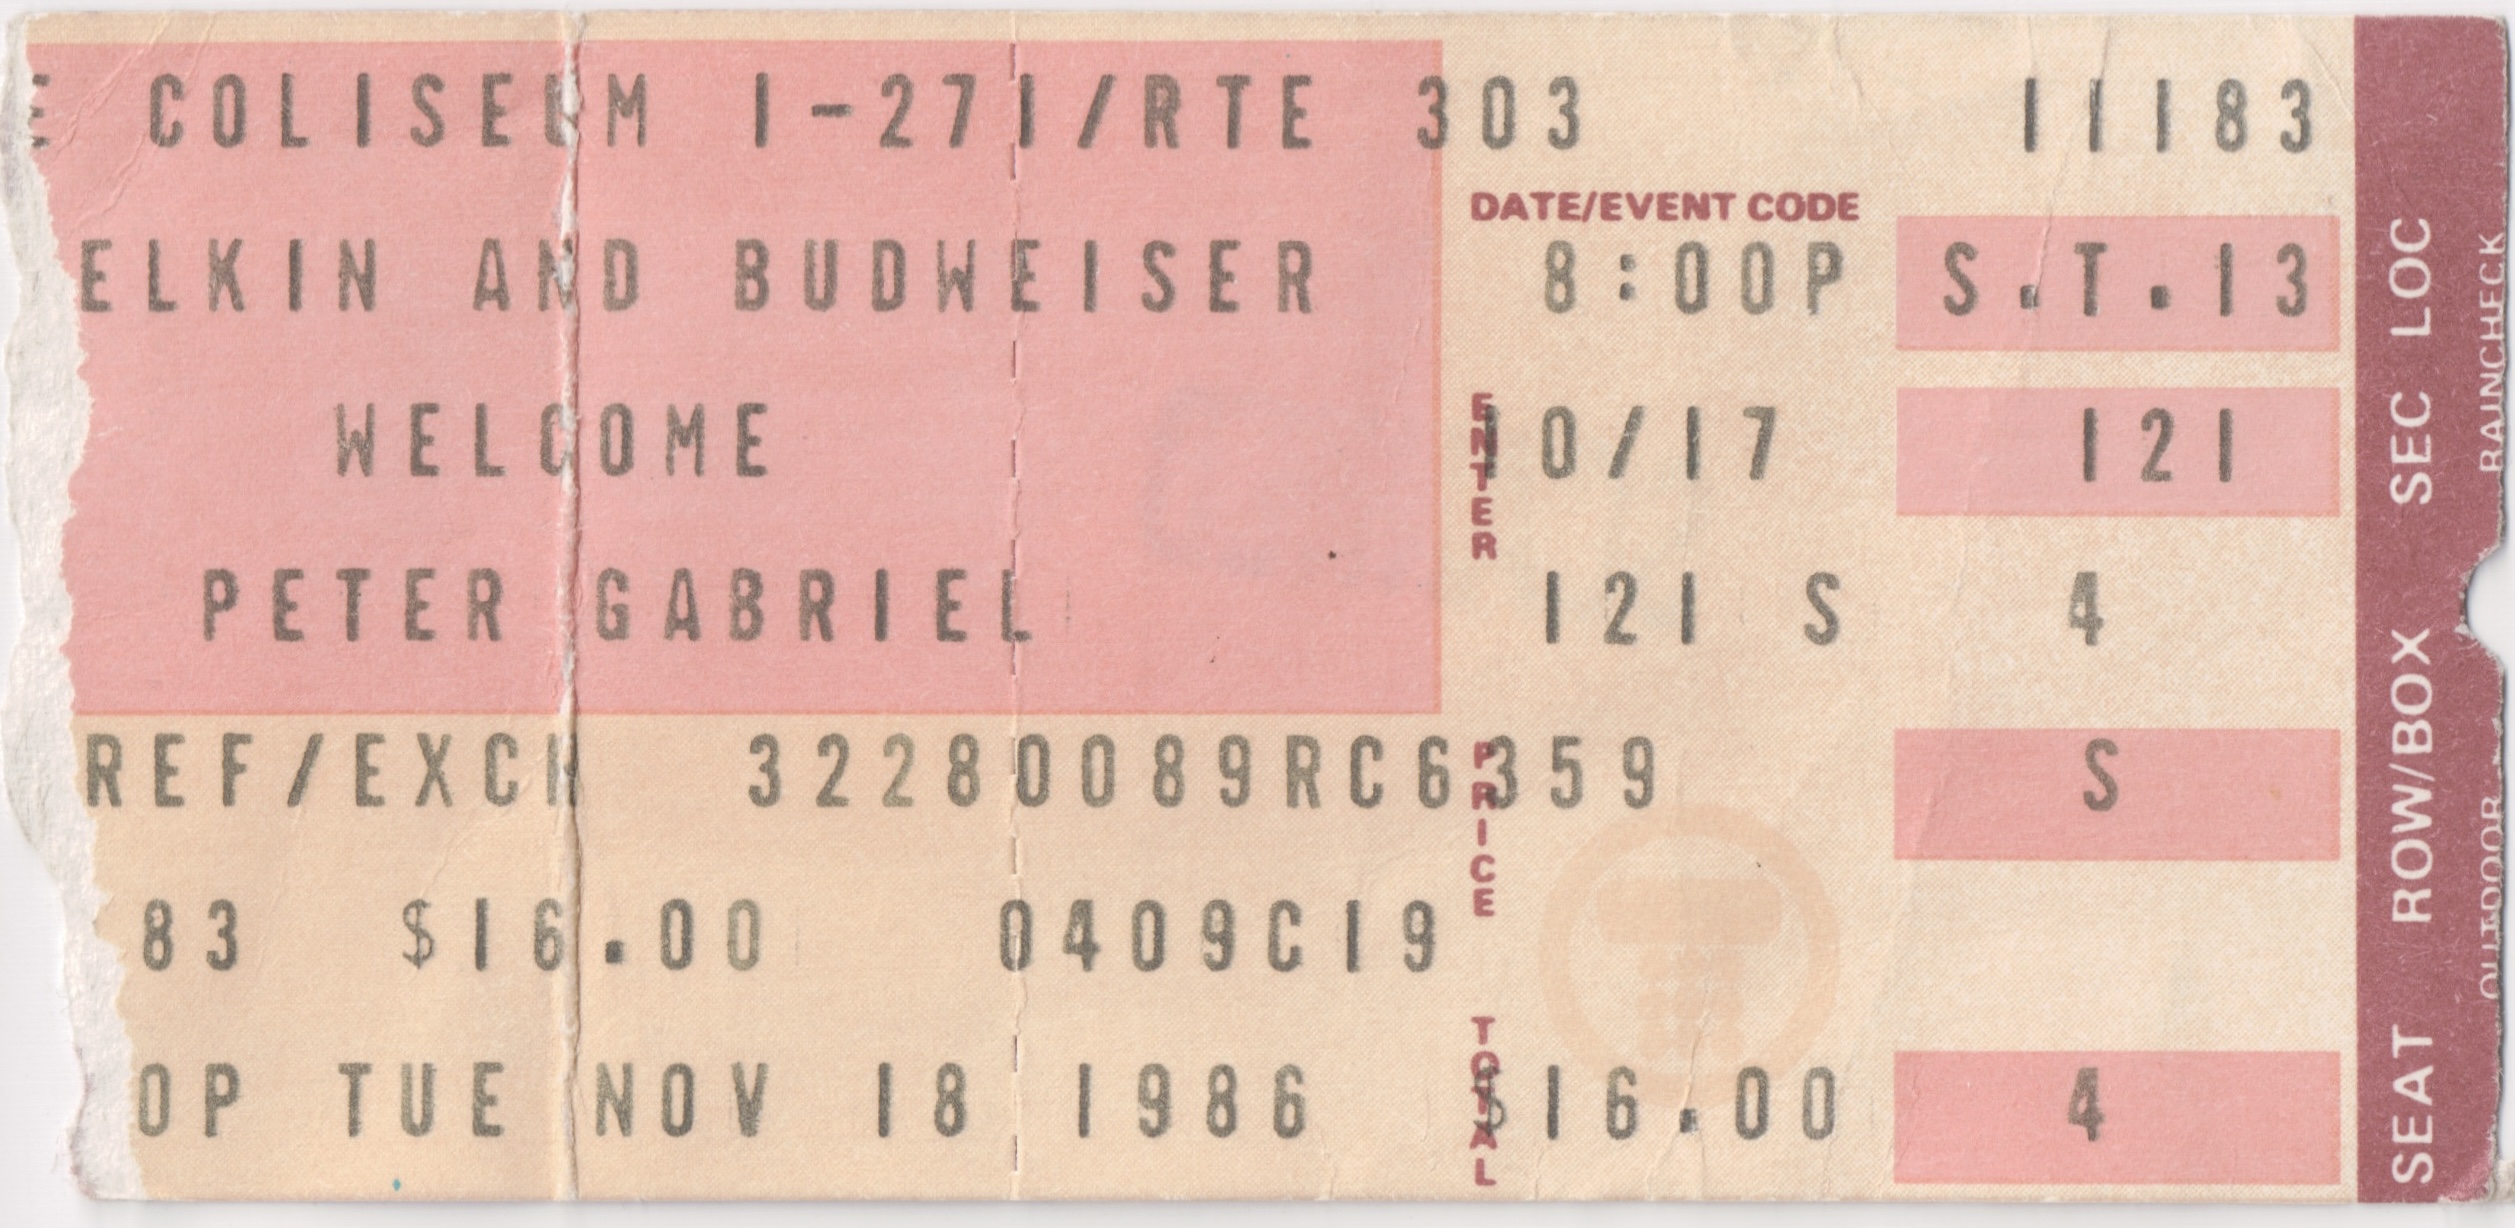 E COLISEUM I-271/RTE 303 11183
DATE/EVENT CODE
ELKIN AND BUDWEISER 8:00P S.T.13
WELCOME 10/17 121
ENTER
PETER GABRIEL 121 S 4
REF/EXCH 32280089RC6359 S
PRICE
83 $16.00 0409C19
OP TUE NOV 18 1986 $16.00 4
TOTAL
SEAT ROW/BOX SEC LOC
OUTDOOR RAINCHECK